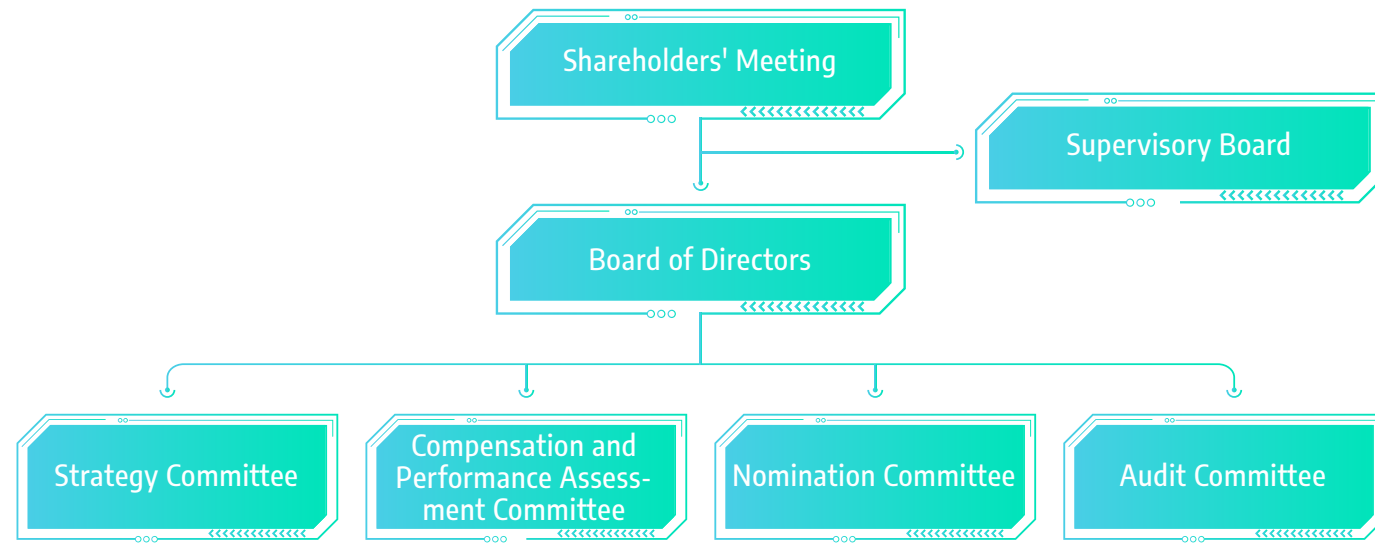 Shareholders' Meeting
Supervisory Board
Board of Directors
Strategy Committee
Compensation and
Performance Assess-
ment Committee
Nomination Committee
Audit Committee